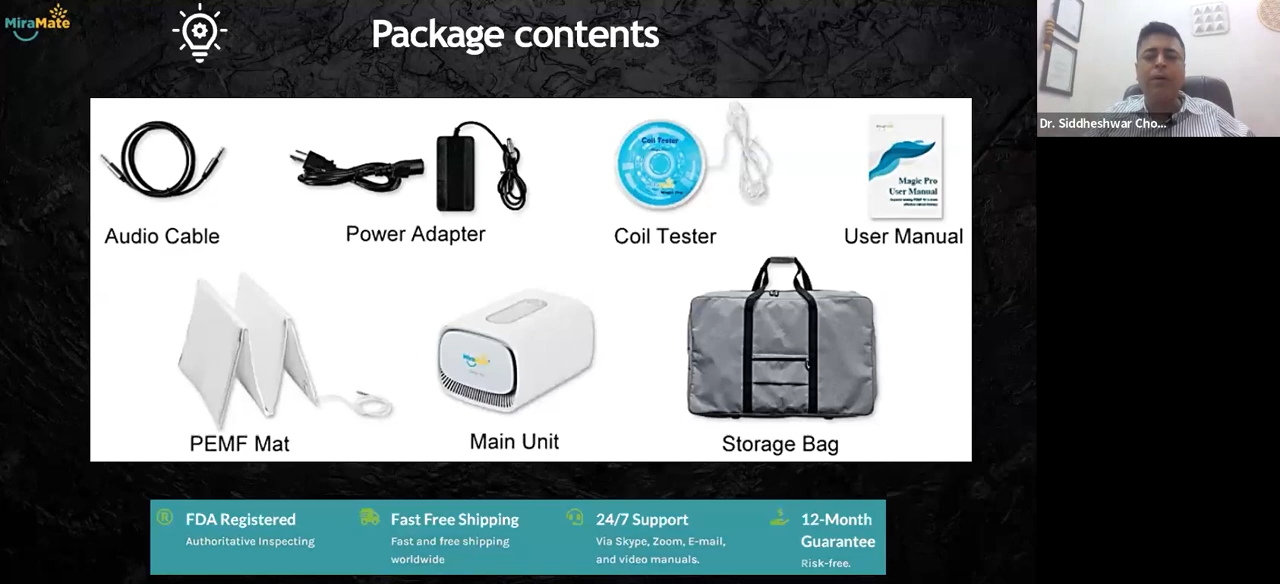 MiraMate
Package contents
Dr. Siddheshwar Cho...
Coil Tester
Magic Pro
User Manual
Audio Cable
Power Adapter
Coil Tester
User Manual
PEMF Mat
Main Unit
Storage Bag
FDA Registered
Authoritative Inspecting
Fast Free Shipping
Fast and free shipping
worldwide
24/7 Support
Via Skype, Zoom, E-mail,
and video manuals.
12-Month
Guarantee
Risk-free.